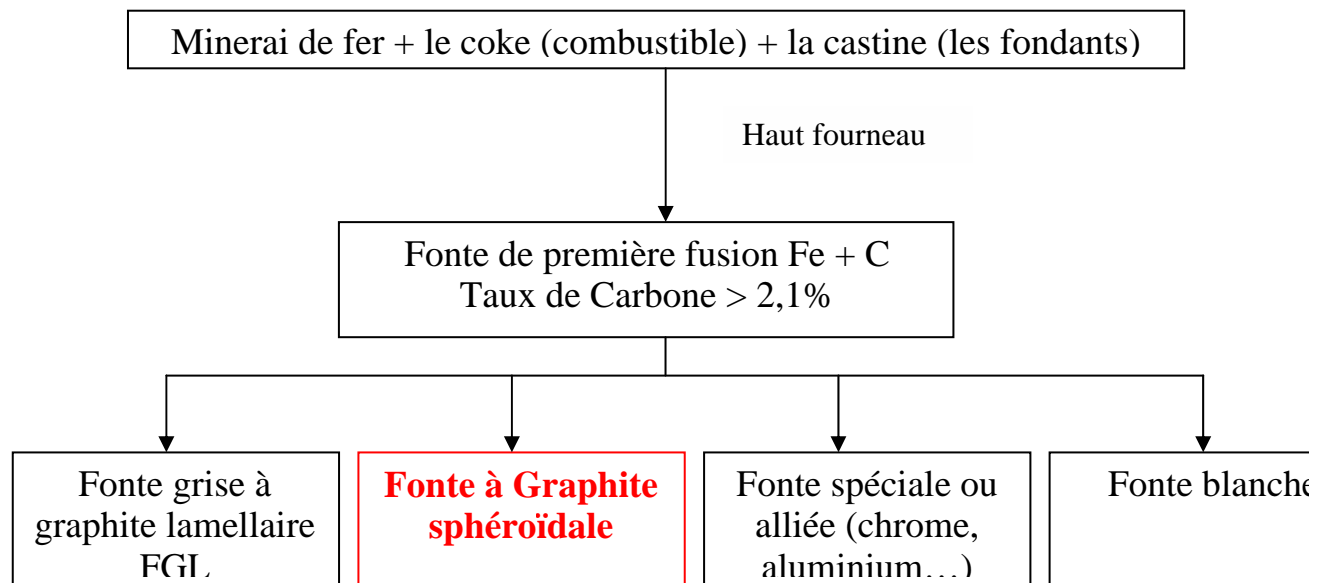 Minerai de fer + le coke (combustible) + la castine (les fondants)
Haut fourneau
Fonte de première fusion Fe + C
Taux de Carbone > 2,1%
Fonte grise à
graphite lamellaire
FGL
Fonte à Graphite
sphéroïdale
Fonte spéciale ou
alliée (chrome,
aluminium…)
Fonte blanche